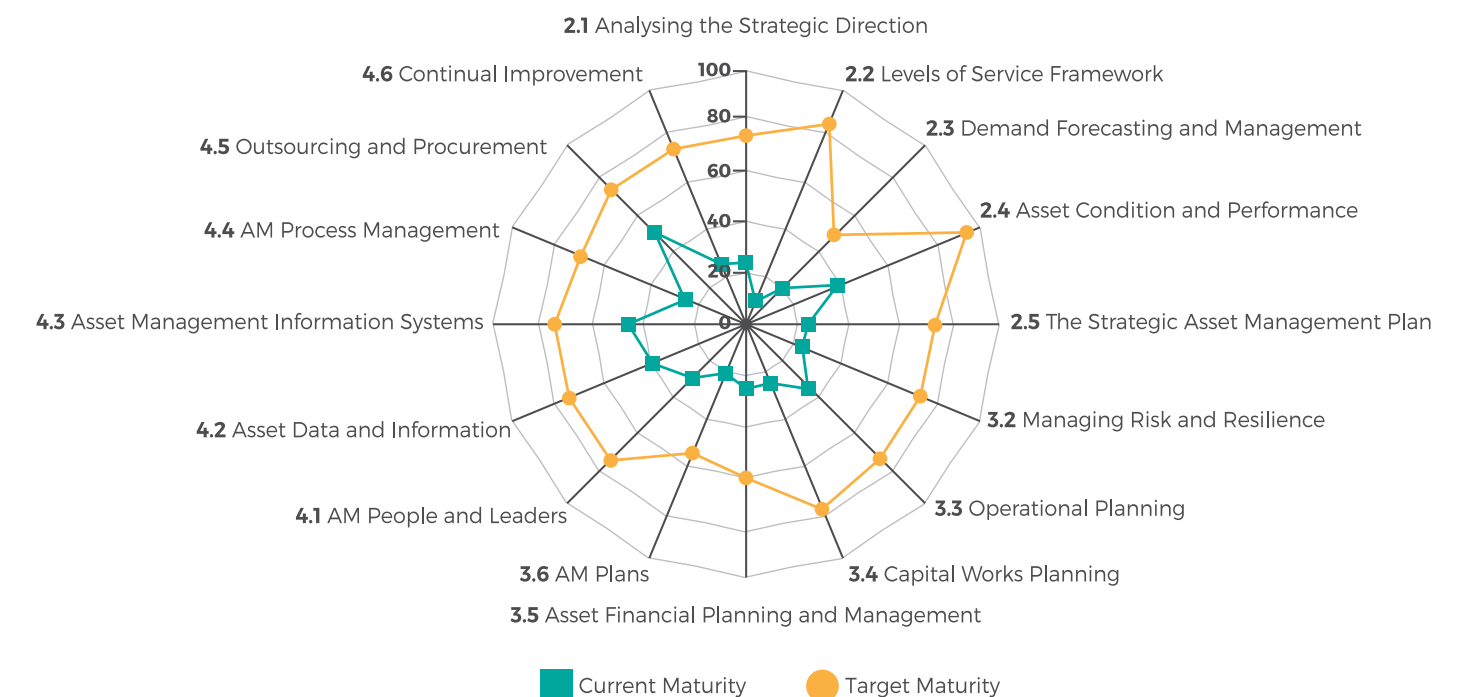 2.1 Analysing the Strategic Direction
4.6 Continual Improvement
100
2.2 Levels of Service Framework
80
2.3 Demand Forecasting and Management
4.5 Outsourcing and Procurement
60
2.4 Asset Condition and Performance
4.4 AM Process Management
40
20
4.3 Asset Management Information Systems
0
2.5 The Strategic Asset Management Plan
4.2 Asset Data and Information
3.2 Managing Risk and Resilience
4.1 AM People and Leaders
3.3 Operational Planning
3.6 AM Plans
3.4 Capital Works Planning
3.5 Asset Financial Planning and Management
Current Maturity
Target Maturity